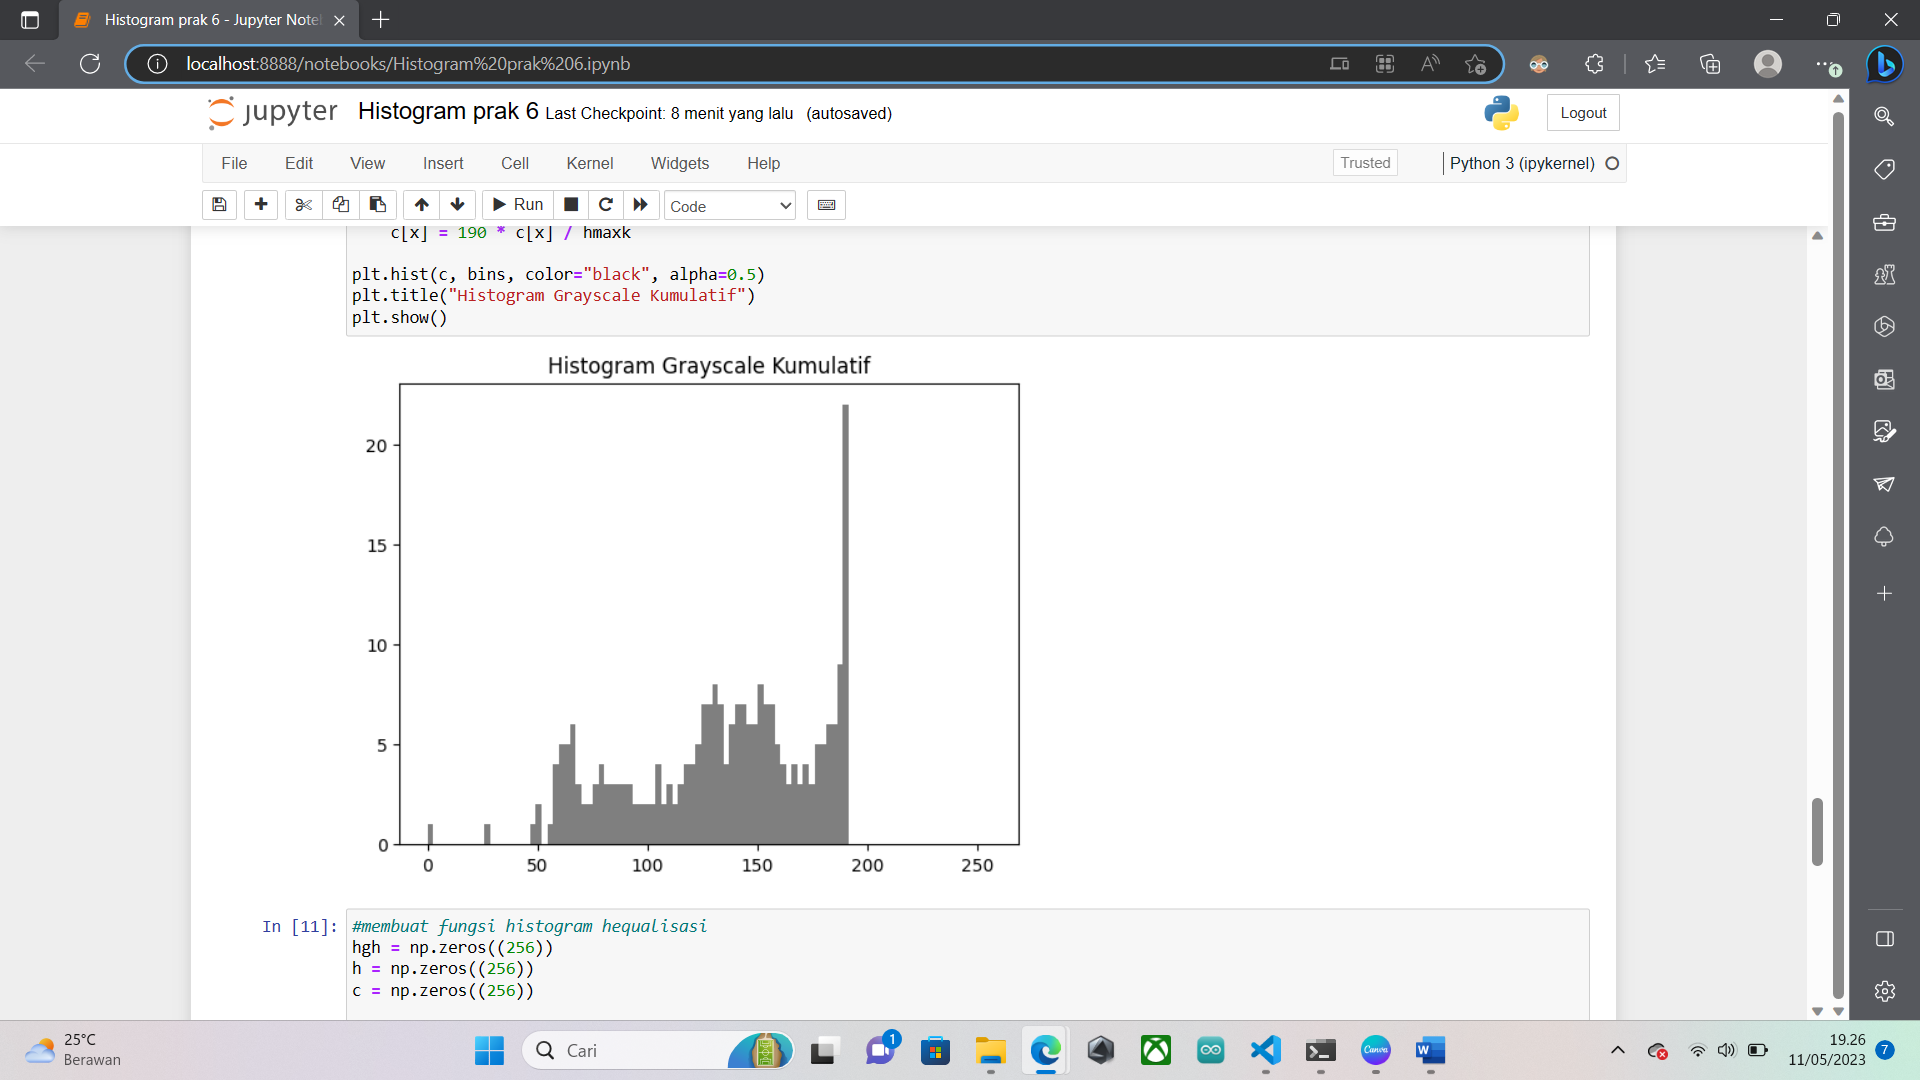 Histogram prak 6 - Jupyter Note
localhost:8888/notebooks/Histogram%20prak%206.ipynb
jupyter Histogram prak 6 Last Checkpoint: 8 menit yang lalu (autosaved)
Logout
File Edit View Insert Cell Kernel Widgets Help
Trusted
Python 3 (ipykernel)
Run
Code
c[x] = 190 * c[x] / hmaxk
plt.hist(c, bins, color="black", alpha=0.5)
plt.title("Histogram Grayscale Kumulatif")
plt.show()
Histogram Grayscale Kumulatif
20
15
10
5
0
0 50 100 150 200 250
In [11]:
#membuat fungsi histogram hequalisasi
hgh = np.zeros((256))
h = np.zeros((256))
c = np.zeros((256))
25°C
Berawan
Cari
1
Canva
W
19.26
11/05/2023
7